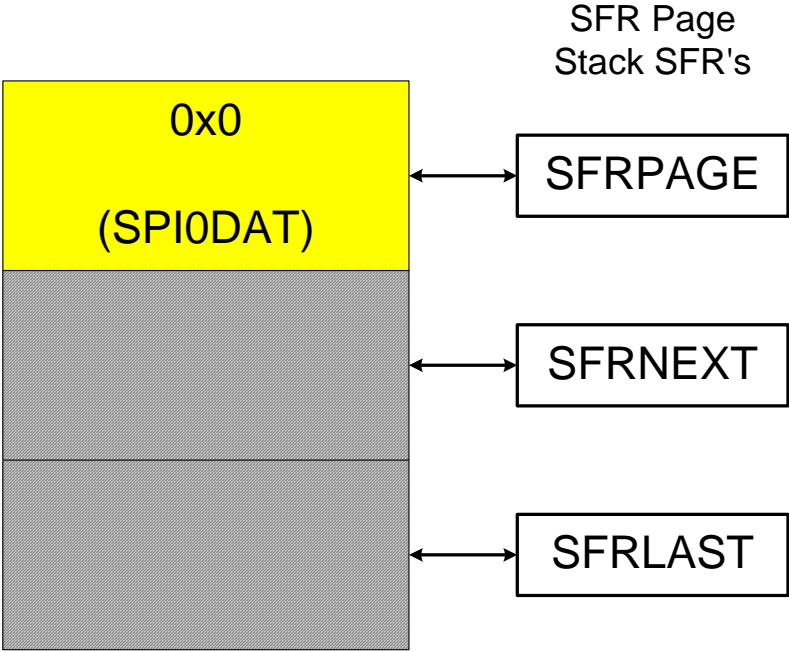 SFR Page
Stack SFR's
0x0
(SPI0DAT)
SFRPAGE
SFRNEXT
SFRLAST